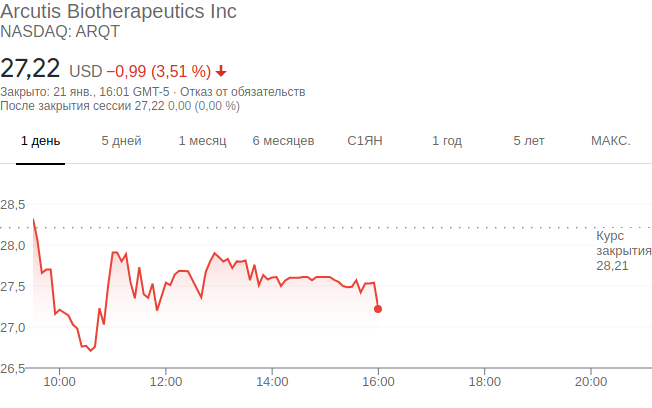 Arcutis Biotherapeutics Inc
NASDAQ: ARQT
27,22 USD −0,99 (3,51 %)
Закрыто: 21 янв., 16:01 GMT-5 · Отказ от обязательств
После закрытия сессии 27,22 0,00 (0,00 %)
1 день 5 дней 1 месяц 6 месяцев С1ЯН 1 год 5 лет МАКС.
28,5
28,0
27,5
27,0
26,5
Курс
закрытия
28,21
10:00 12:00 14:00 16:00 18:00 20:00